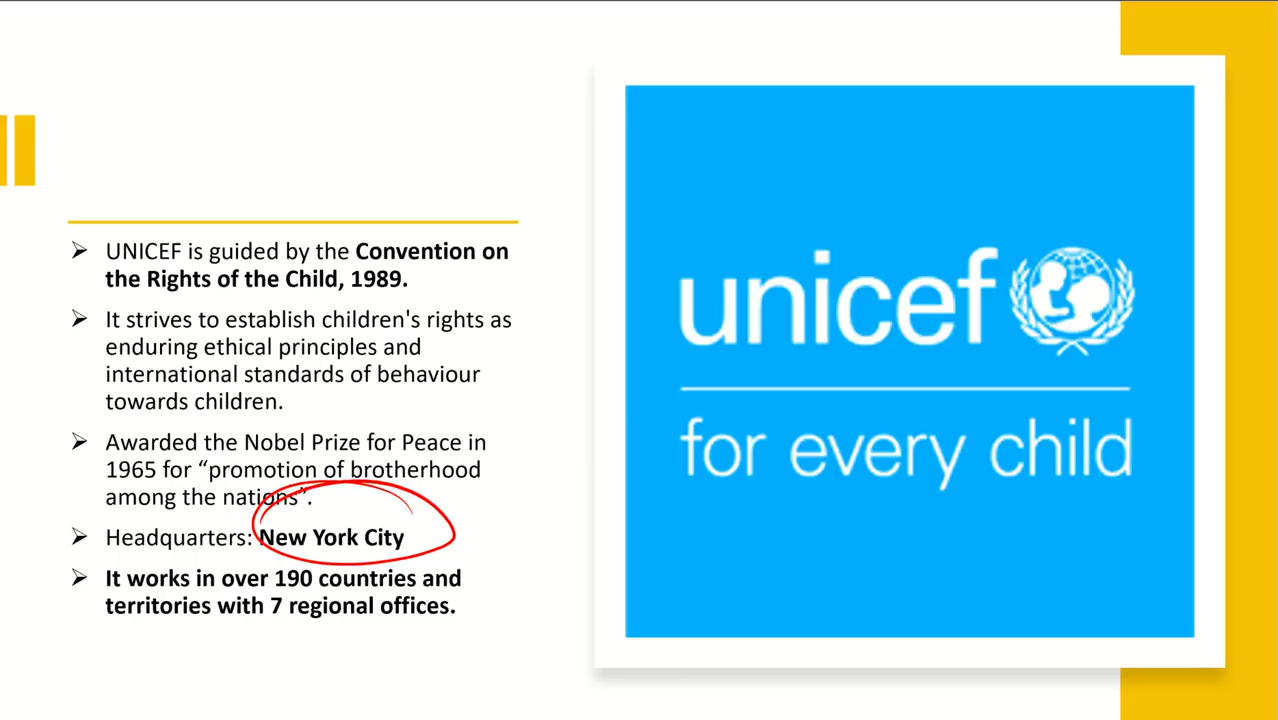 ➢ UNICEF is guided by the Convention on
the Rights of the Child, 1989.
➢ It strives to establish children's rights as
enduring ethical principles and
international standards of behaviour
towards children.
➢ Awarded the Nobel Prize for Peace in
1965 for “promotion of brotherhood
among the nations”.
➢ Headquarters: New York City
➢ It works in over 190 countries and
territories with 7 regional offices.
unicef
for every child